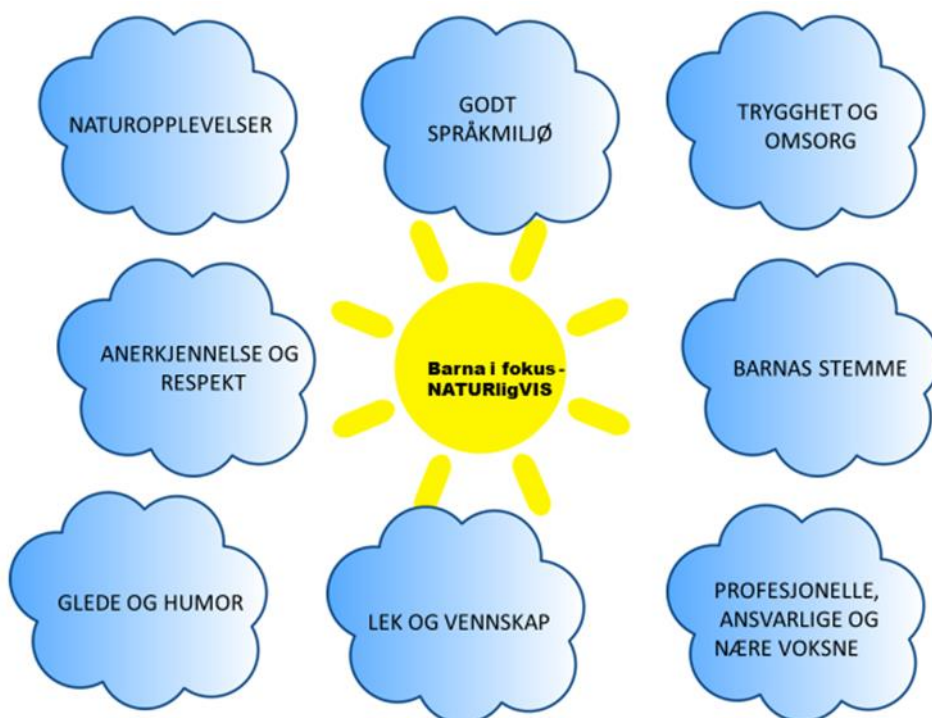 NATUROPPLEVELSER
GODT
SPRÅKMILJØ
TRYGGHET OG
OMSORG
ANERKJENNELSE OG
RESPEKT
Barna i fokus -
NATURligVIS
BARNAS STEMME
GLEDE OG HUMOR
LEK OG VENNSKAP
PROFESJONELLE,
ANSVARLIGE OG
NÆRE VOKSNE